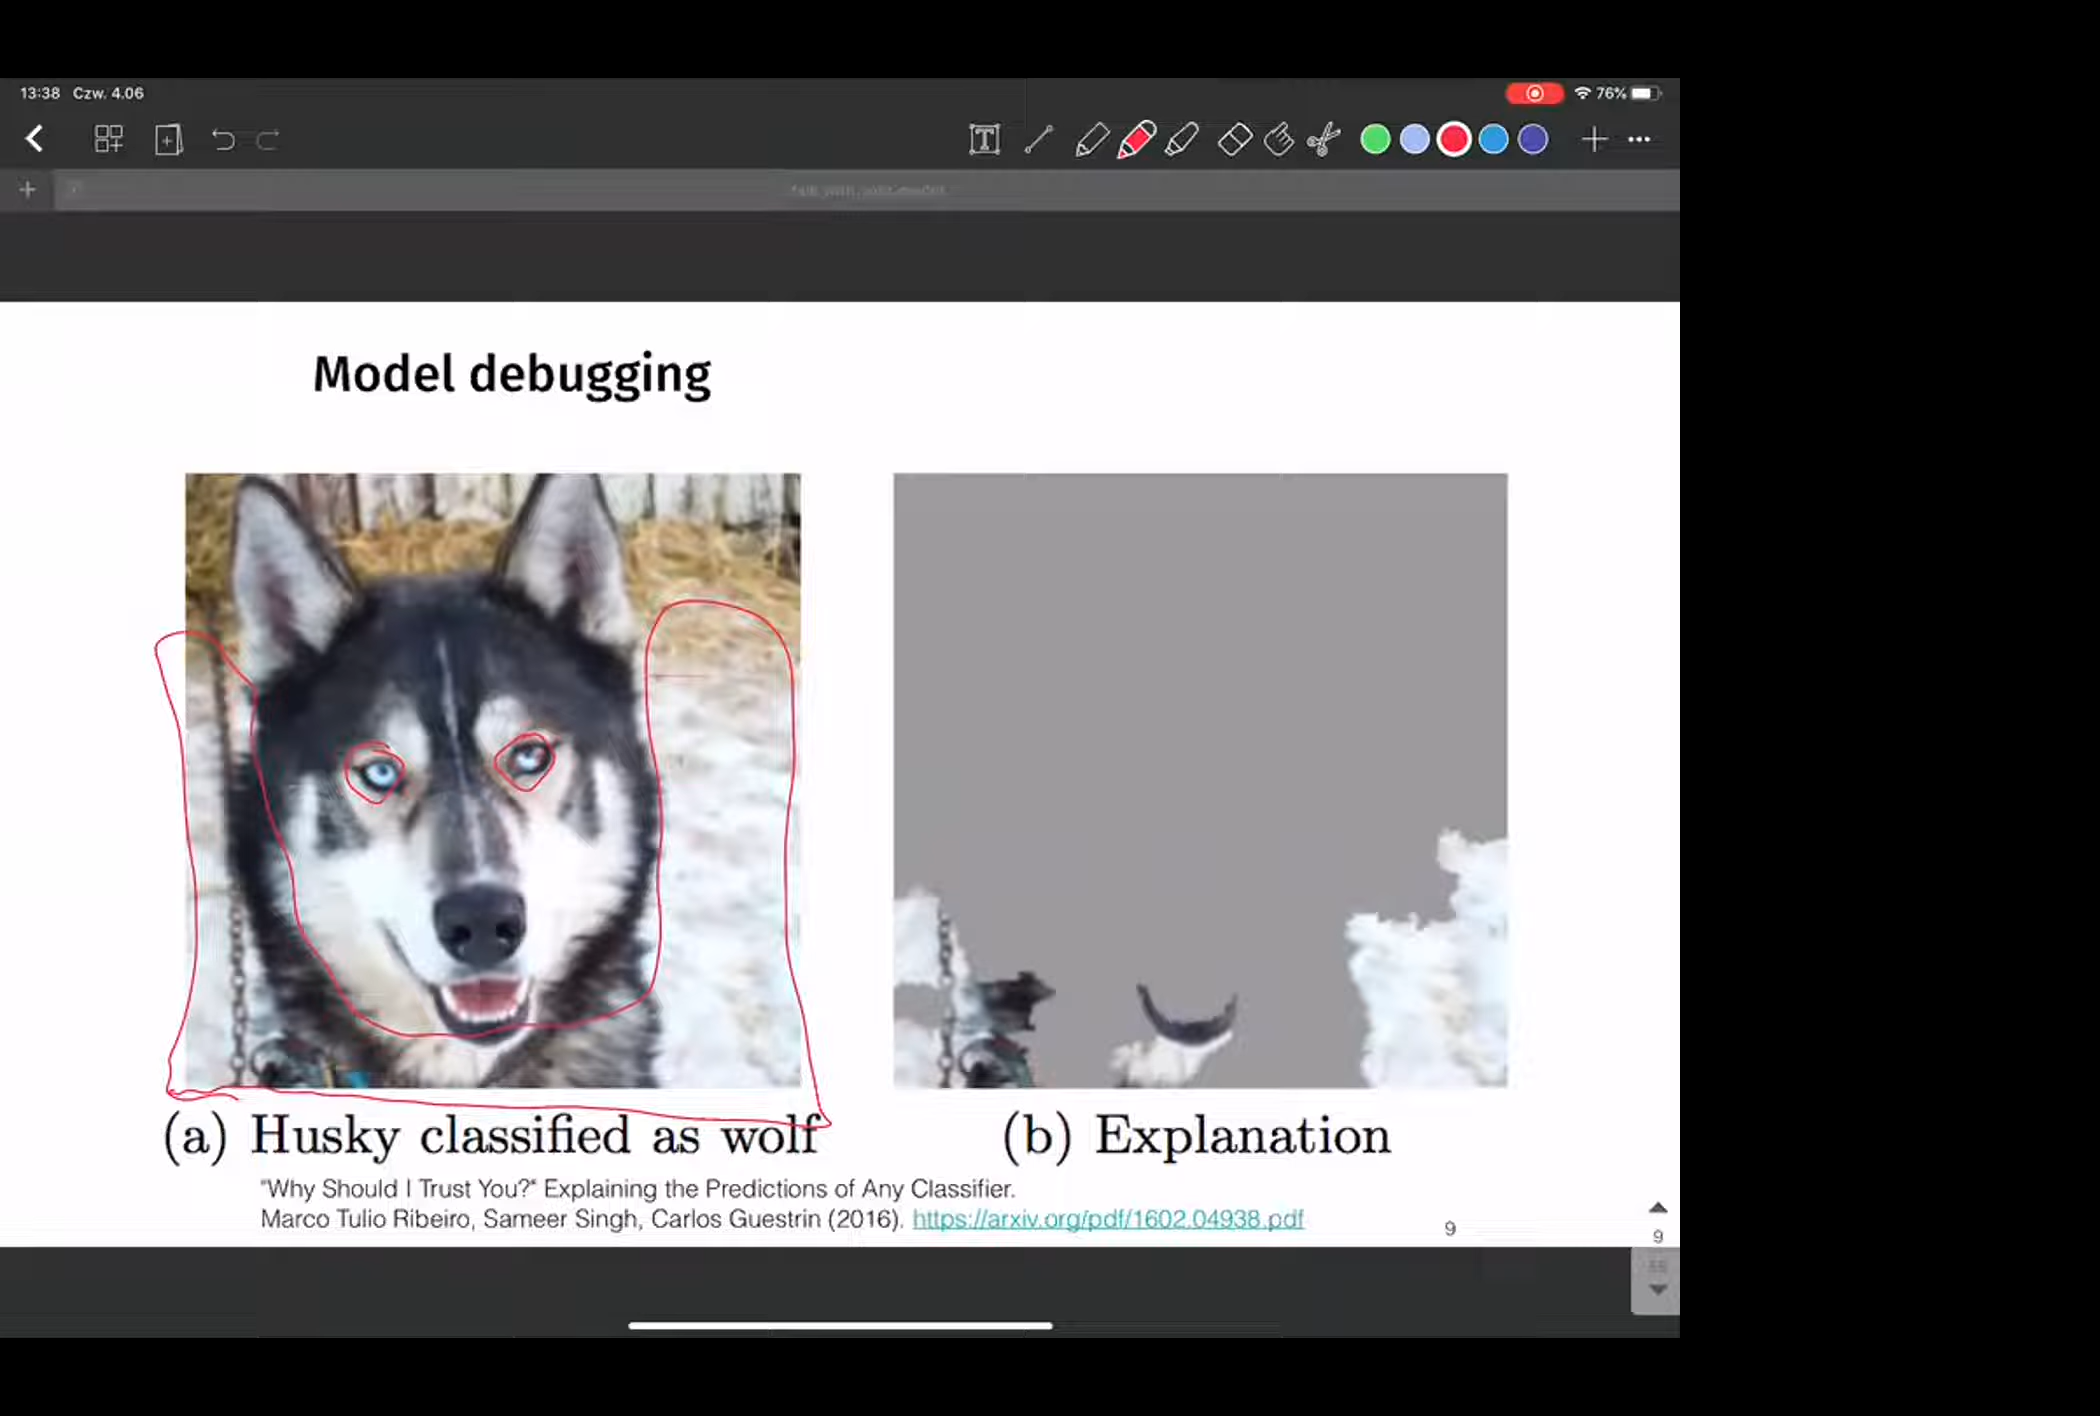 13:38 Czw. 4.06
76%
Model debugging
(a) Husky classified as wolf
(b) Explanation
"Why Should I Trust You?" Explaining the Predictions of Any Classifier.
Marco Tulio Ribeiro, Sameer Singh, Carlos Guestrin (2016). https://arxiv.org/pdf/1602.04938.pdf
9
9